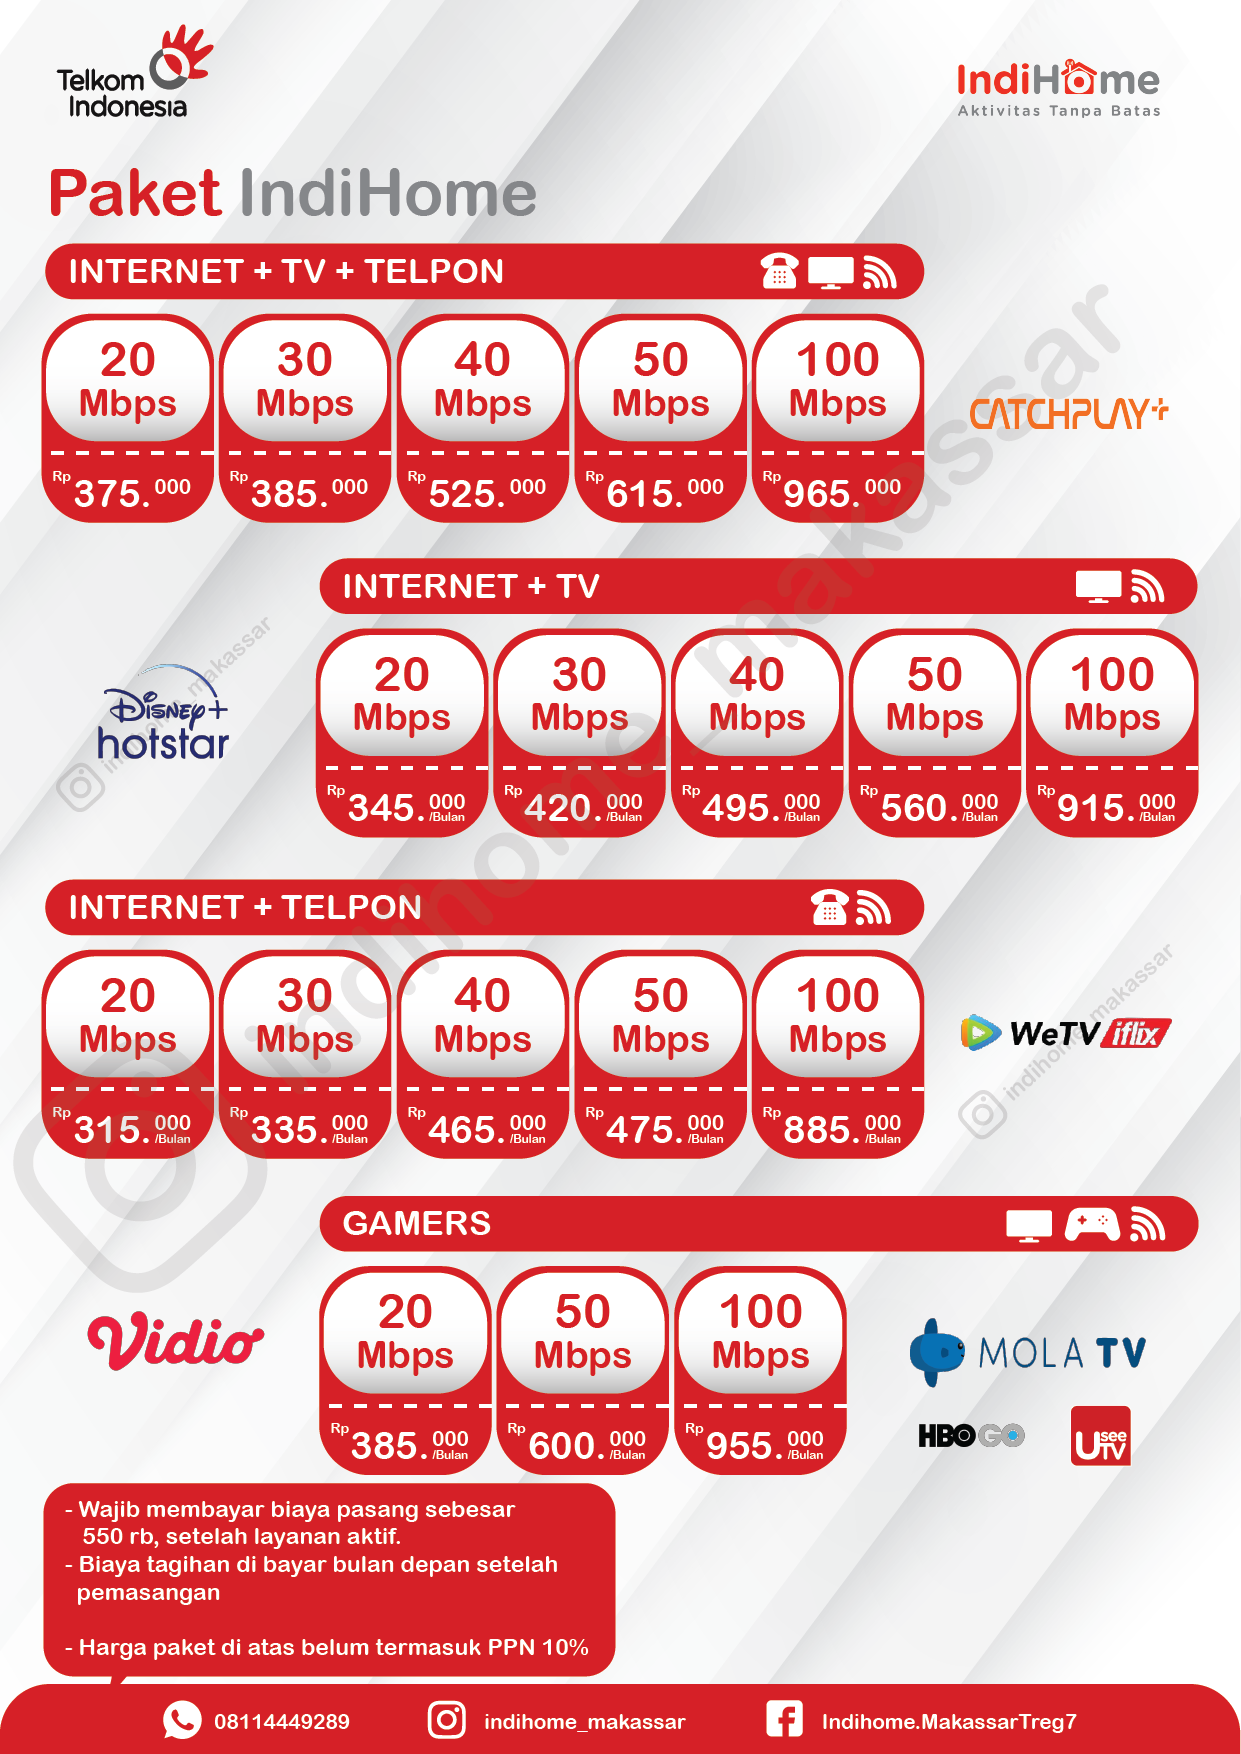 Telkom
Indonesia
IndiHome
Aktivitas Tanpa Batas
Paket IndiHome
INTERNET + TV + TELPON
20 Mbps Rp 375.000
30 Mbps Rp 385.000
40 Mbps Rp 525.000
50 Mbps Rp 615.000
100 Mbps Rp 965.000
CATCHPLAY+
INTERNET + TV
Disney+
hotstar
20 Mbps Rp 345.000 /Bulan
30 Mbps Rp 420.000 /Bulan
40 Mbps Rp 495.000 /Bulan
50 Mbps Rp 560.000 /Bulan
100 Mbps Rp 915.000 /Bulan
indihome_makassar
INTERNET + TELPON
20 Mbps Rp 315.000 /Bulan
30 Mbps Rp 335.000 /Bulan
40 Mbps Rp 465.000 /Bulan
50 Mbps Rp 475.000 /Bulan
100 Mbps Rp 885.000 /Bulan
WeTV iflix
indihome_makassar
indihome_makassar
GAMERS
Vidio
20 Mbps Rp 385.000 /Bulan
50 Mbps Rp 600.000 /Bulan
100 Mbps Rp 955.000 /Bulan
MOLA TV
HBO GO
UseeTV
- Wajib membayar biaya pasang sebesar
550 rb, setelah layanan aktif.
- Biaya tagihan di bayar bulan depan setelah
pemasangan
- Harga paket di atas belum termasuk PPN 10%
08114449289
indihome_makassar
Indihome.MakassarTreg7